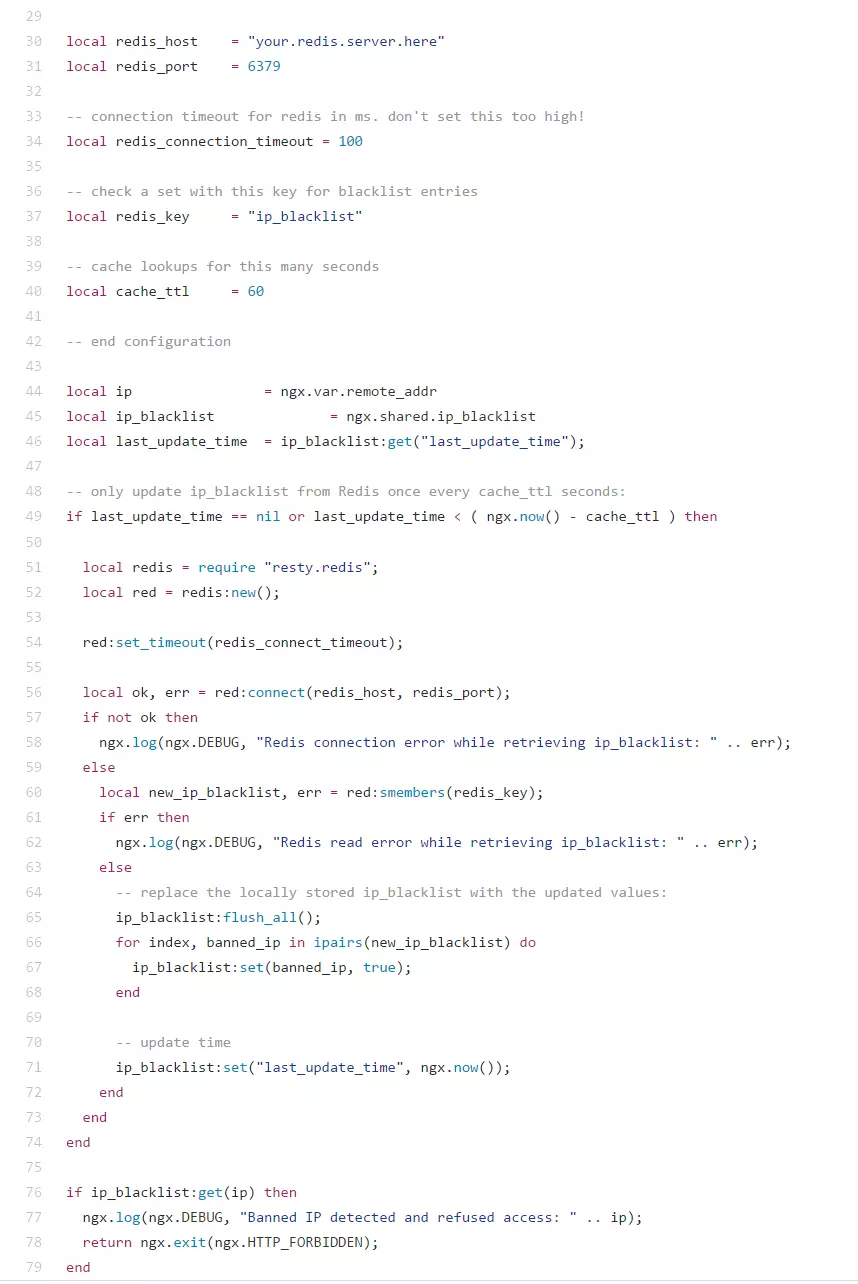 29
30 local redis_host    = "your.redis.server.here"
31 local redis_port    = 6379
32
33 -- connection timeout for redis in ms. don't set this too high!
34 local redis_connection_timeout = 100
35
36 -- check a set with this key for blacklist entries
37 local redis_key     = "ip_blacklist"
38
39 -- cache lookups for this many seconds
40 local cache_ttl     = 60
41
42 -- end configuration
43
44 local ip                = ngx.var.remote_addr
45 local ip_blacklist              = ngx.shared.ip_blacklist
46 local last_update_time  = ip_blacklist:get("last_update_time");
47
48 -- only update ip_blacklist from Redis once every cache_ttl seconds:
49 if last_update_time == nil or last_update_time < ( ngx.now() - cache_ttl ) then
50
51   local redis = require "resty.redis";
52   local red = redis:new();
53
54   red:set_timeout(redis_connect_timeout);
55
56   local ok, err = red:connect(redis_host, redis_port);
57   if not ok then
58     ngx.log(ngx.DEBUG, "Redis connection error while retrieving ip_blacklist: " .. err);
59   else
60     local new_ip_blacklist, err = red:smembers(redis_key);
61     if err then
62       ngx.log(ngx.DEBUG, "Redis read error while retrieving ip_blacklist: " .. err);
63     else
64       -- replace the locally stored ip_blacklist with the updated values:
65       ip_blacklist:flush_all();
66       for index, banned_ip in ipairs(new_ip_blacklist) do
67         ip_blacklist:set(banned_ip, true);
68       end
69
70       -- update time
71       ip_blacklist:set("last_update_time", ngx.now());
72     end
73   end
74 end
75
76 if ip_blacklist:get(ip) then
77   ngx.log(ngx.DEBUG, "Banned IP detected and refused access: " .. ip);
78   return ngx.exit(ngx.HTTP_FORBIDDEN);
79 end